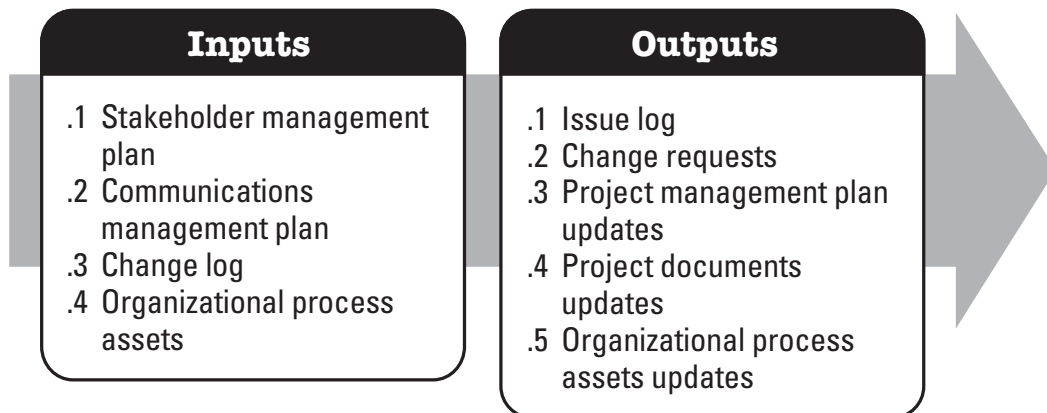 Inputs
.1 Stakeholder management
plan
.2 Communications
management plan
.3 Change log
.4 Organizational process
assets
Outputs
.1 Issue log
.2 Change requests
.3 Project management plan
updates
.4 Project documents
updates
.5 Organizational process
assets updates